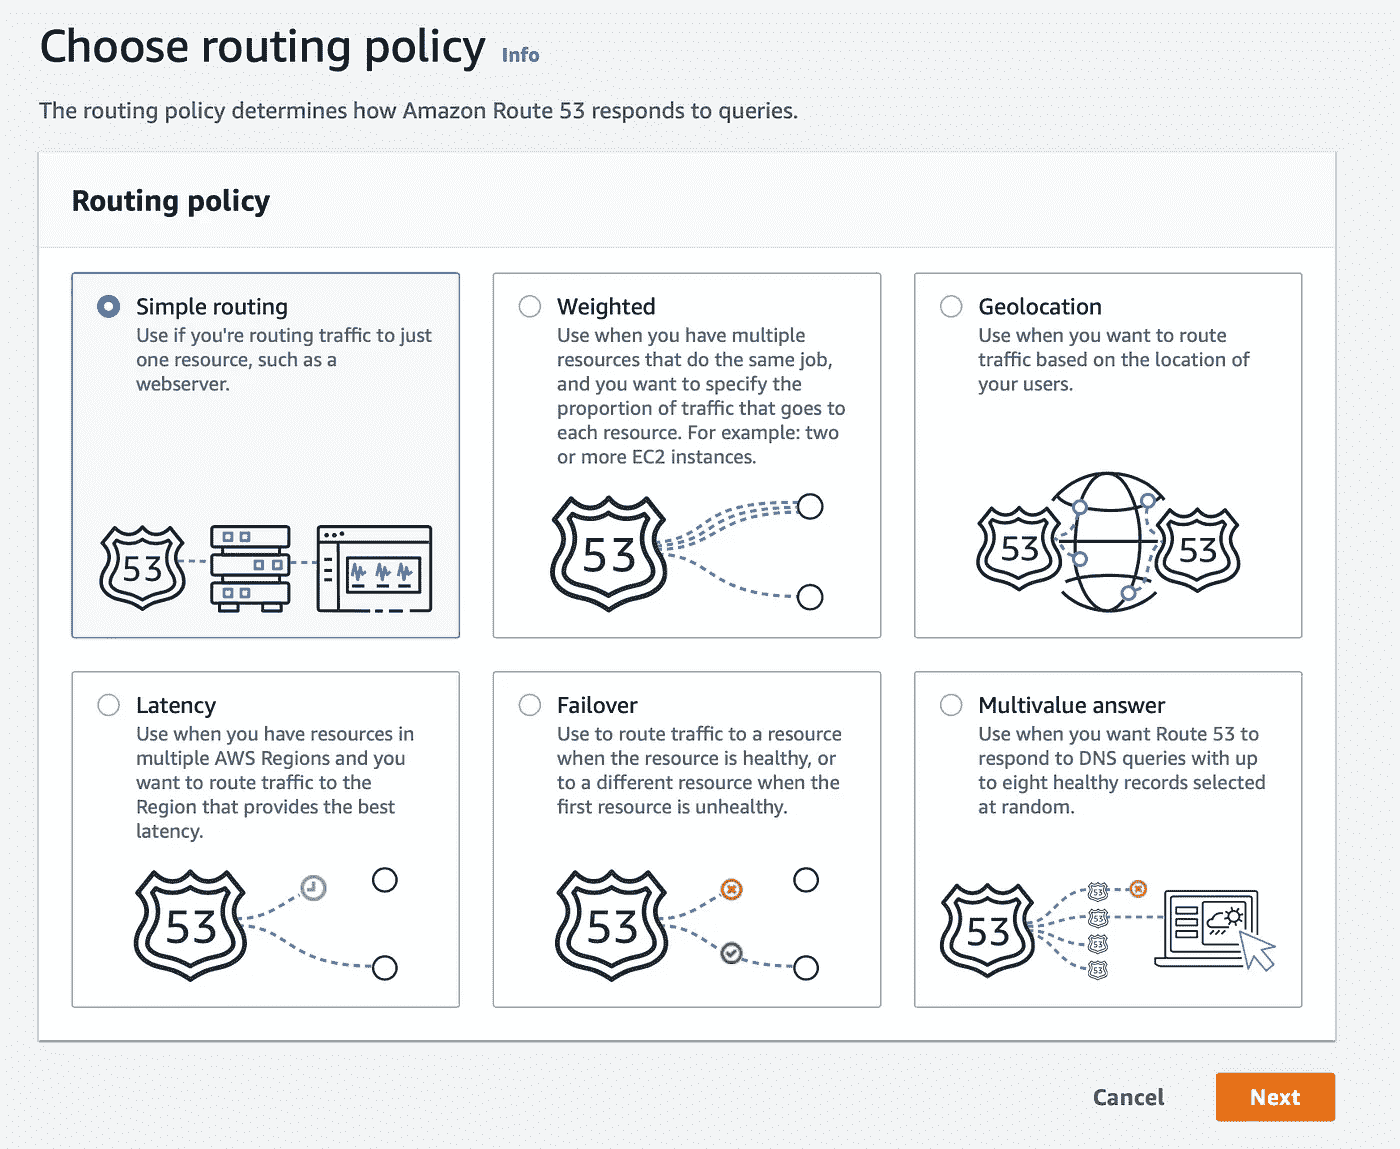 Choose routing policy Info
The routing policy determines how Amazon Route 53 responds to queries.
Routing policy
Simple routing
Use if you're routing traffic to just
one resource, such as a
webserver.
53
Weighted
Use when you have multiple
resources that do the same job,
and you want to specify the
proportion of traffic that goes to
each resource. For example: two
or more EC2 instances.
53
Geolocation
Use when you want to route
traffic based on the location of
your users.
53
53
Latency
Use when you have resources in
multiple AWS Regions and you
want to route traffic to the
Region that provides the best
latency.
53
Failover
Use to route traffic to a resource
when the resource is healthy, or
to a different resource when the
first resource is unhealthy.
53
Multivalue answer
Use when you want Route 53 to
respond to DNS queries with up
to eight healthy records selected
at random.
53
53
53
53
53
Cancel
Next